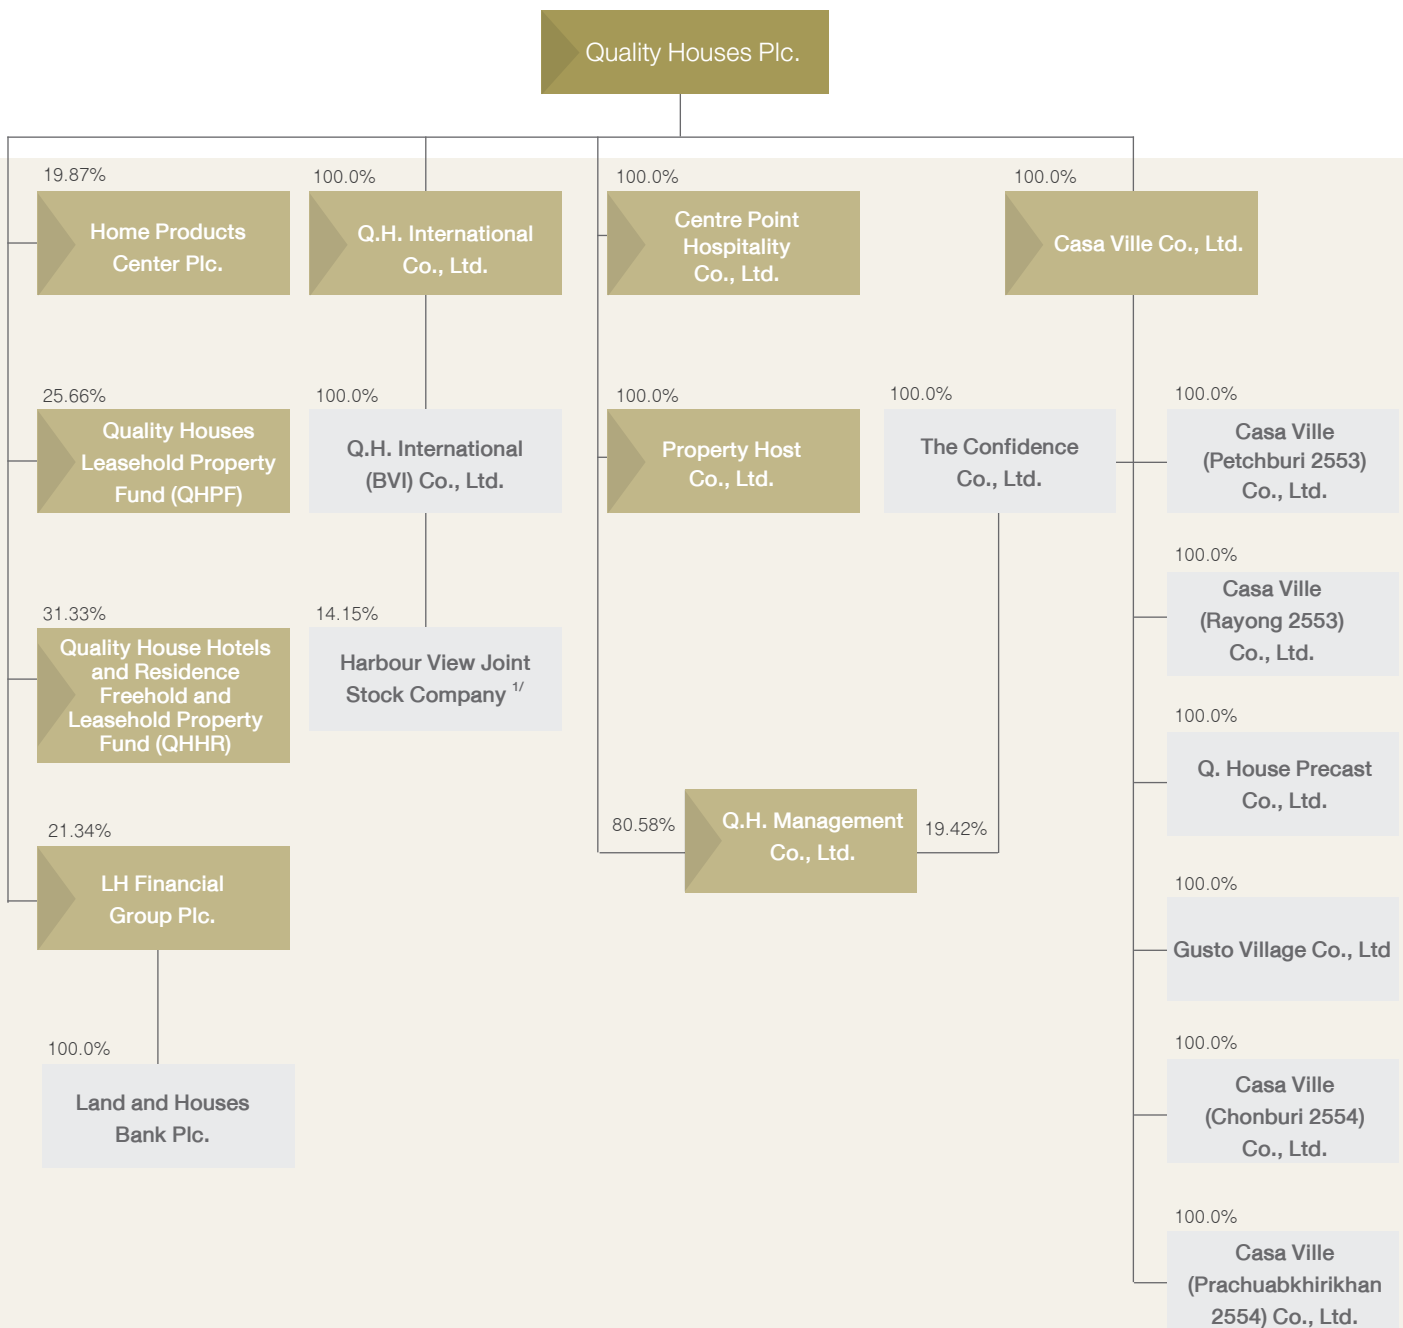 Quality Houses Plc.
19.87%
Home Products
Center Plc.
100.0%
Q.H. International
Co., Ltd.
100.0%
Centre Point
Hospitality
Co., Ltd.
100.0%
Casa Ville Co., Ltd.
25.66%
Quality Houses
Leasehold Property
Fund (QHPF)
100.0%
Q.H. International
(BVI) Co., Ltd.
100.0%
Property Host
Co., Ltd.
100.0%
The Confidence
Co., Ltd.
100.0%
Casa Ville
(Petchburi 2553)
Co., Ltd.
100.0%
Casa Ville
(Rayong 2553)
Co., Ltd.
31.33%
Quality House Hotels
and Residence
Freehold and
Leasehold Property
Fund (QHHR)
14.15%
Harbour View Joint
Stock Company 1/
100.0%
Q. House Precast
Co., Ltd.
80.58%
Q.H. Management
Co., Ltd.
19.42%
21.34%
LH Financial
Group Plc.
100.0%
Gusto Village Co., Ltd
100.0%
Land and Houses
Bank Plc.
100.0%
Casa Ville
(Chonburi 2554)
Co., Ltd.
100.0%
Casa Ville
(Prachuabkhirikhan
2554) Co., Ltd.